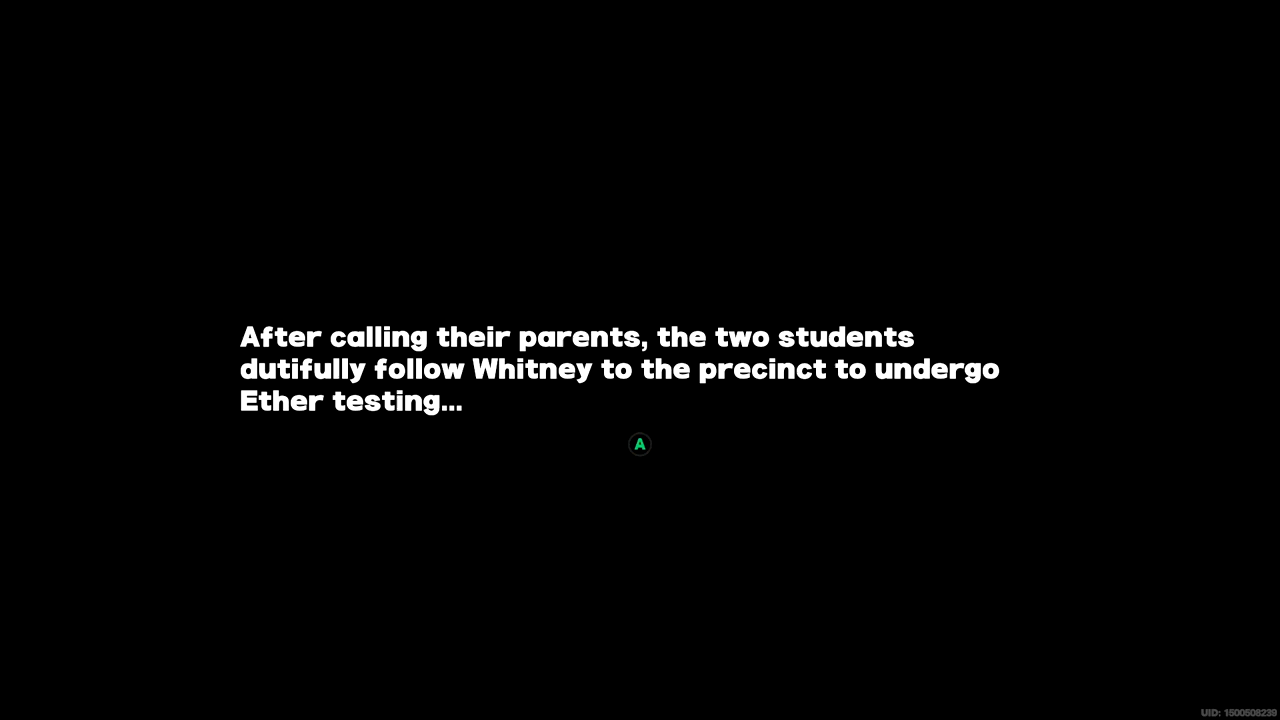 After calling their parents, the two students
dutifully follow Whitney to the precinct to undergo
Ether testing...
A
UID: 1500508239